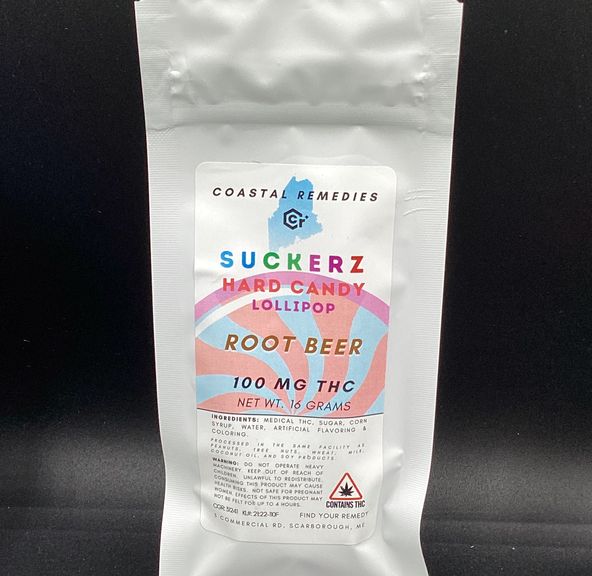 COASTAL REMEDIES
Cr+
SUCKERZ
HARD CANDY
LOLLIPOP
ROOT BEER
100 MG THC
NET WT. 16 GRAMS
INGREDIENTS: MEDICAL THC, SUGAR, CORN
SYRUP, WATER, ARTIFICIAL FLAVORING &
COLORING.
PROCESSED IN THE SAME FACILITY AS
PEANUTS, TREE NUTS, WHEAT, MILK,
COCONUT OIL, AND SOY PRODUCTS.
WARNING: DO NOT OPERATE HEAVY
MACHINERY. KEEP OUT OF REACH OF
CHILDREN. UNLAWFUL TO REDISTRIBUTE.
CONSUMING THIS PRODUCT MAY CAUSE
HEALTH RISKS. NOT SAFE FOR PREGNANT
WOMEN. EFFECTS OF THIS PRODUCT MAY
NOT BE FELT FOR UP TO 4 HOURS.
CONTAINS THC
FIND YOUR REMEDY
COMMERCIAL RD, SCARBOROUGH, ME